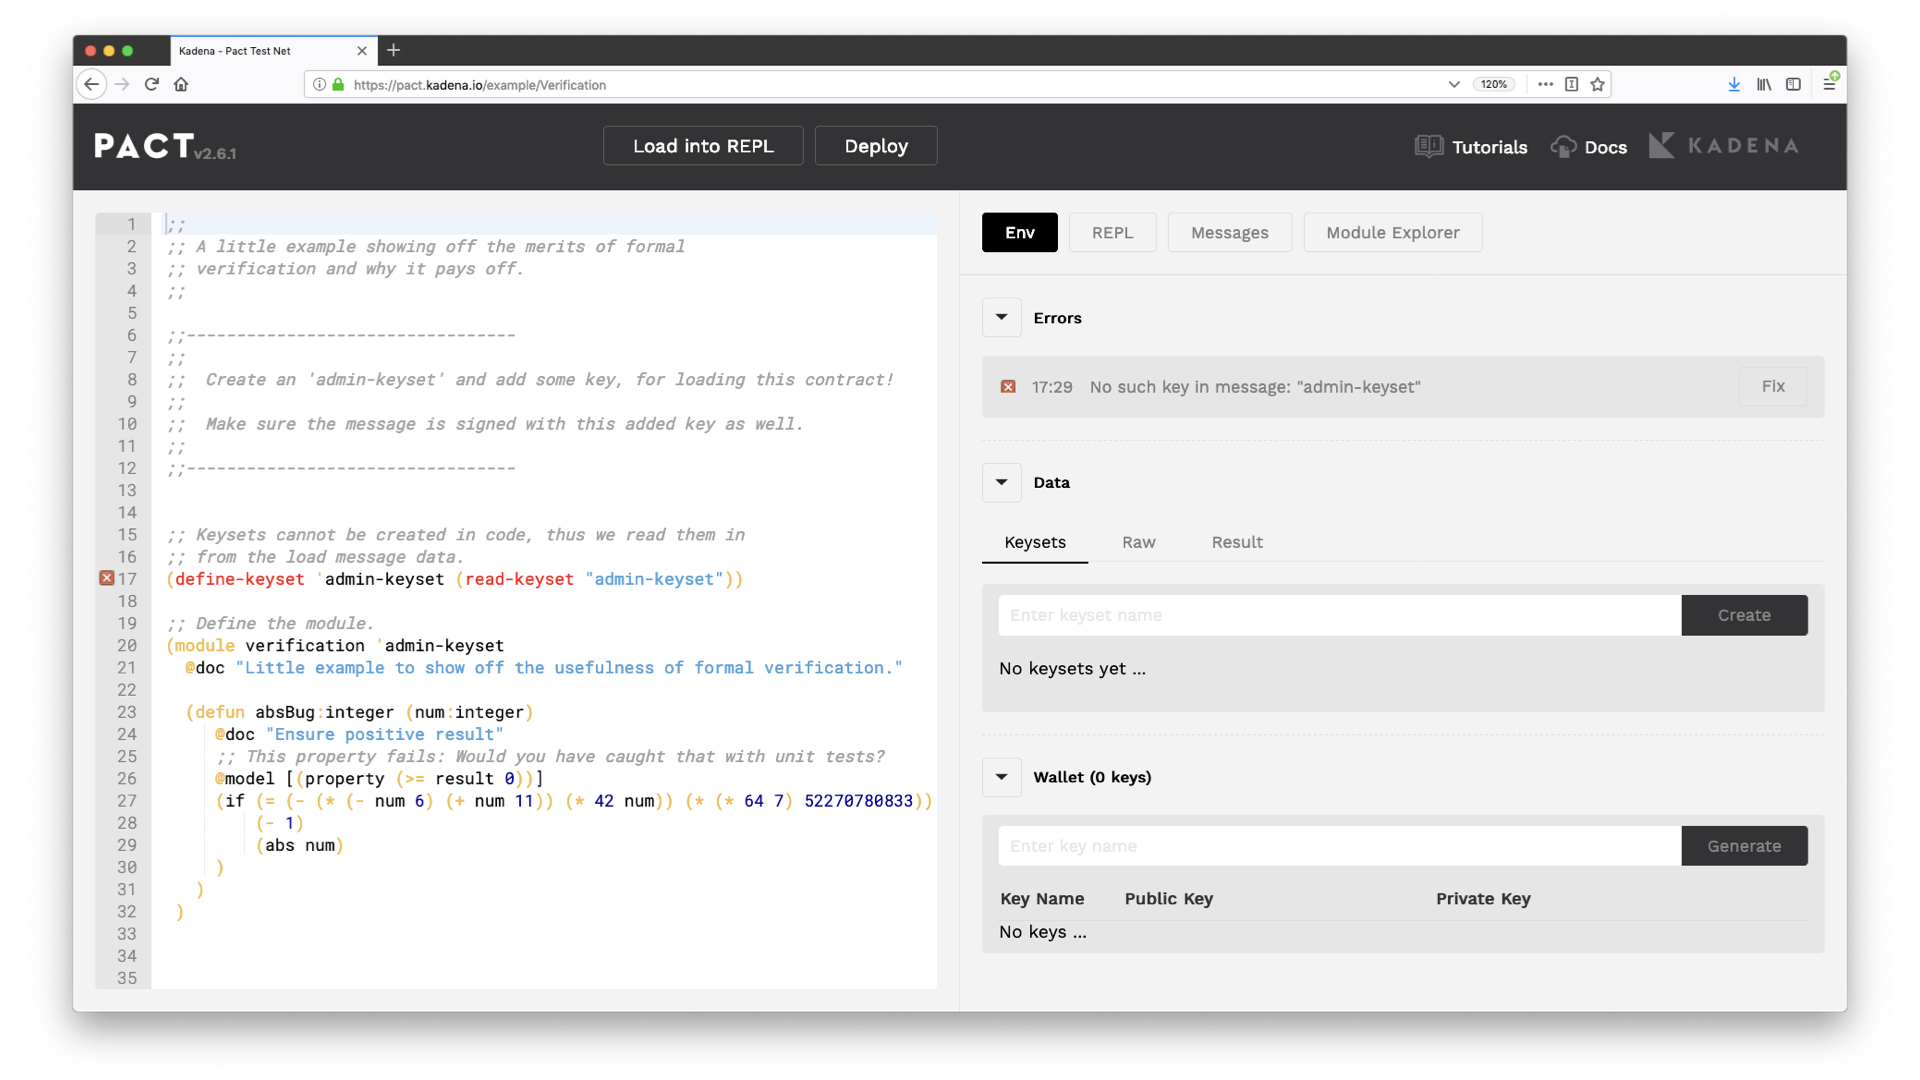 Kadena - Pact Test Net
https://pact.kadena.io/example/Verification
120%
PACT v2.6.1
Load into REPL
Deploy
Tutorials
Docs
KADENA
1 ;;
2 ;; A little example showing off the merits of formal
3 ;; verification and why it pays off.
4 ;;
5
6 ;;---------------------------------
7 ;;
8 ;;  Create an 'admin-keyset' and add some key, for loading this contract!
9 ;;
10 ;;  Make sure the message is signed with this added key as well.
11 ;;
12 ;;---------------------------------
13
14
15 ;; Keysets cannot be created in code, thus we read them in
16 ;; from the load message data.
17 (define-keyset 'admin-keyset (read-keyset "admin-keyset"))
18
19 ;; Define the module.
20 (module verification 'admin-keyset
21   @doc "Little example to show off the usefulness of formal verification."
22
23   (defun absBug:integer (num:integer)
24      @doc "Ensure positive result"
25      ;; This property fails: Would you have caught that with unit tests?
26      @model [(property (>= result 0))]
27      (if (= (- (* (- num 6) (+ num 11)) (* 42 num)) (* (* 64 7) 52270780833))
28          (- 1)
29          (abs num)
30      )
31    )
32  )
33
34
35
Env
REPL
Messages
Module Explorer
Errors
17:29 No such key in message: "admin-keyset"
Fix
Data
Keysets
Raw
Result
Enter keyset name
Create
No keysets yet ...
Wallet (0 keys)
Enter key name
Generate
Key Name
Public Key
Private Key
No keys ...